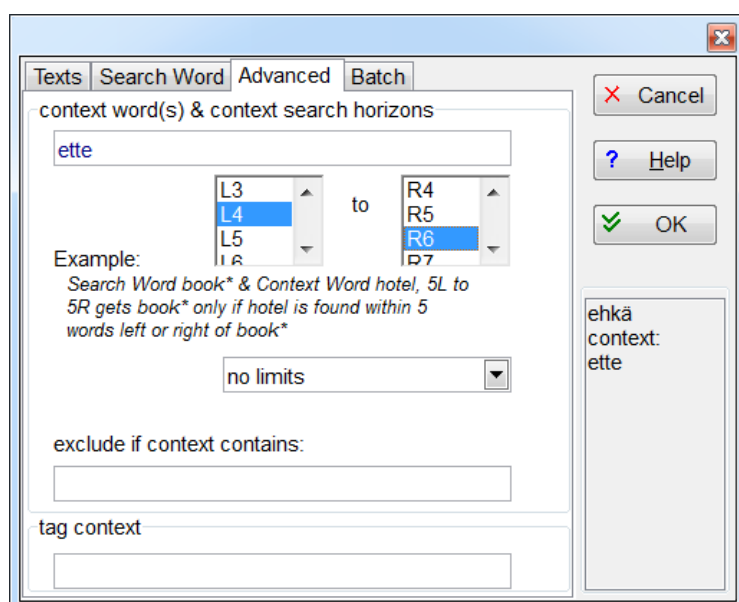 Texts Search Word Advanced Batch
context word(s) & context search horizons
ette
L3
L4
L5
L6
to
R4
R5
R6
R7
Example:
Search Word book* & Context Word hotel, 5L to
5R gets book* only if hotel is found within 5
words left or right of book*
no limits
exclude if context contains:
tag context
Cancel
? Help
OK
ehkä
context:
ette